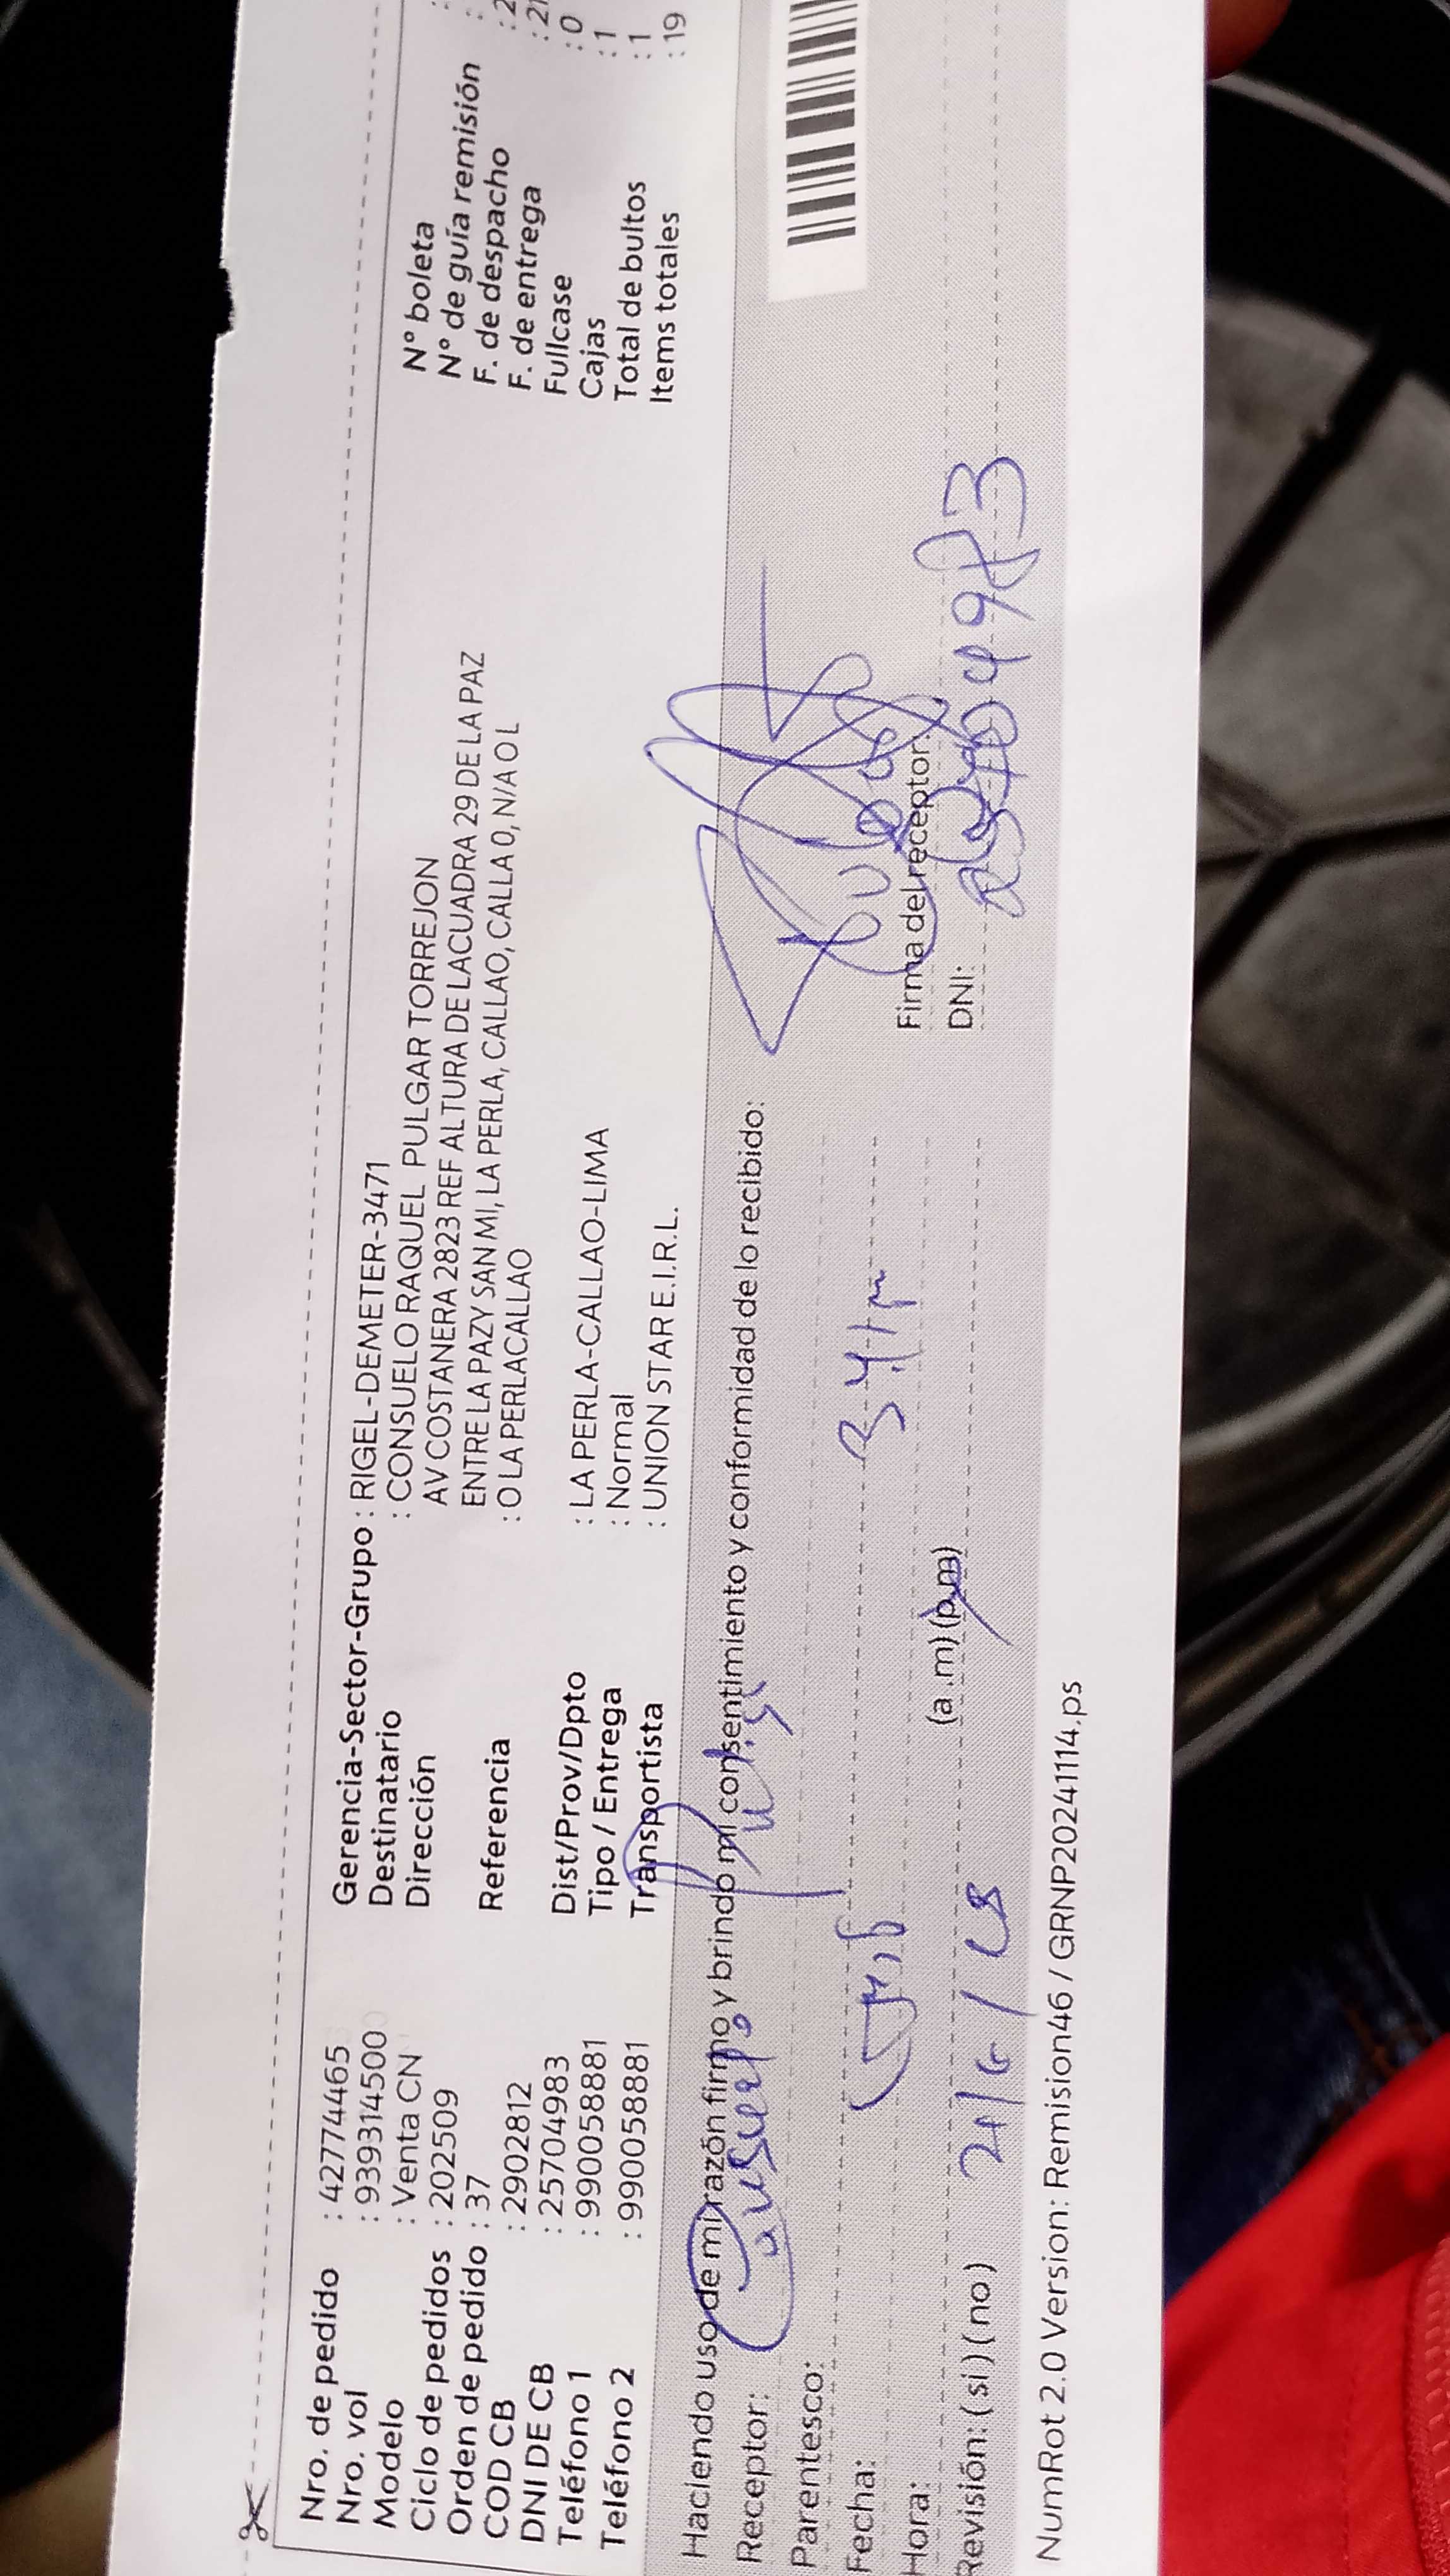 Nro. de pedido : 427774465
Nro. vol : 9393145000
Modelo : Venta CN
Ciclo de pedidos : 202509
Orden de pedido : 37
COD CB : 2902812
DNI DE CB : 25704983
Teléfono 1 : 990058881
Teléfono 2 : 990058881
Gerencia-Sector-Grupo : RIGEL-DEMETER-3471
Destinatario : CONSUELO RAQUEL PULGAR TORREJON
Dirección AV COSTANERA 2823 REF ALTURA DE LACUADRA 29 DE LA PAZ
ENTRE LA PAZY SAN MI, LA PERLA, CALLAO, CALLA 0, N/A O L
Referencia : O LA PERLACALLAO
Dist/Prov/Dpto : LA PERLA-CALLAO-LIMA
Tipo / Entrega : Normal
Transportista : UNION STAR E.I.R.L.
N° boleta :
N° de guía remisión :
F. de despacho : 2
F. de entrega : 21
Fullcase : 0
Cajas : 1
Total de bultos : 1
Items totales : 19
Haciendo uso de mi razón firmo y brindo mi consentimiento y conformidad de lo recibido:
Receptor: Consuelo
Parentesco:
Fecha:
Hora: (a .m) (p.m)
Revisión: ( si ) ( no )
Firma del receptor:
DNI: 4983
NumRot 2.0 Version: Remision46 / GRNP20241114.ps